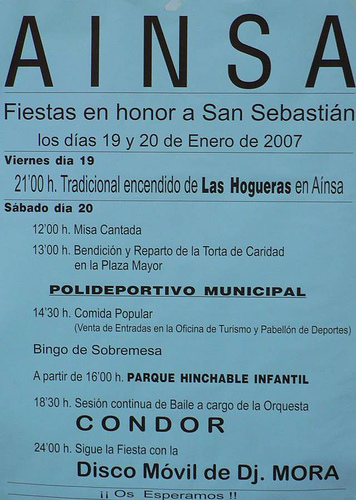 AINSA
Fiestas en honor a San Sebastián
los días 19 y 20 de Enero de 2007
Viernes día 19
21'00 h. Tradicional encendido de Las Hogueras en Aínsa
Sábado día 20
12'00 h. Misa Cantada
13'00 h. Bendición y Reparto de la Torta de Caridad
en la Plaza Mayor
POLIDEPORTIVO MUNICIPAL
14'30 h. Comida Popular
(Venta de Entradas en la Oficina de Turismo y Pabellón de Deportes)
Bingo de Sobremesa
A partir de 16'00 h. PARQUE HINCHABLE INFANTIL
18'30 h. Sesión continua de Baile a cargo de la Orquesta
CONDOR
24'00 h. Sigue la Fiesta con la
Disco Móvil de Dj. MORA
¡¡ Os Esperamos !!